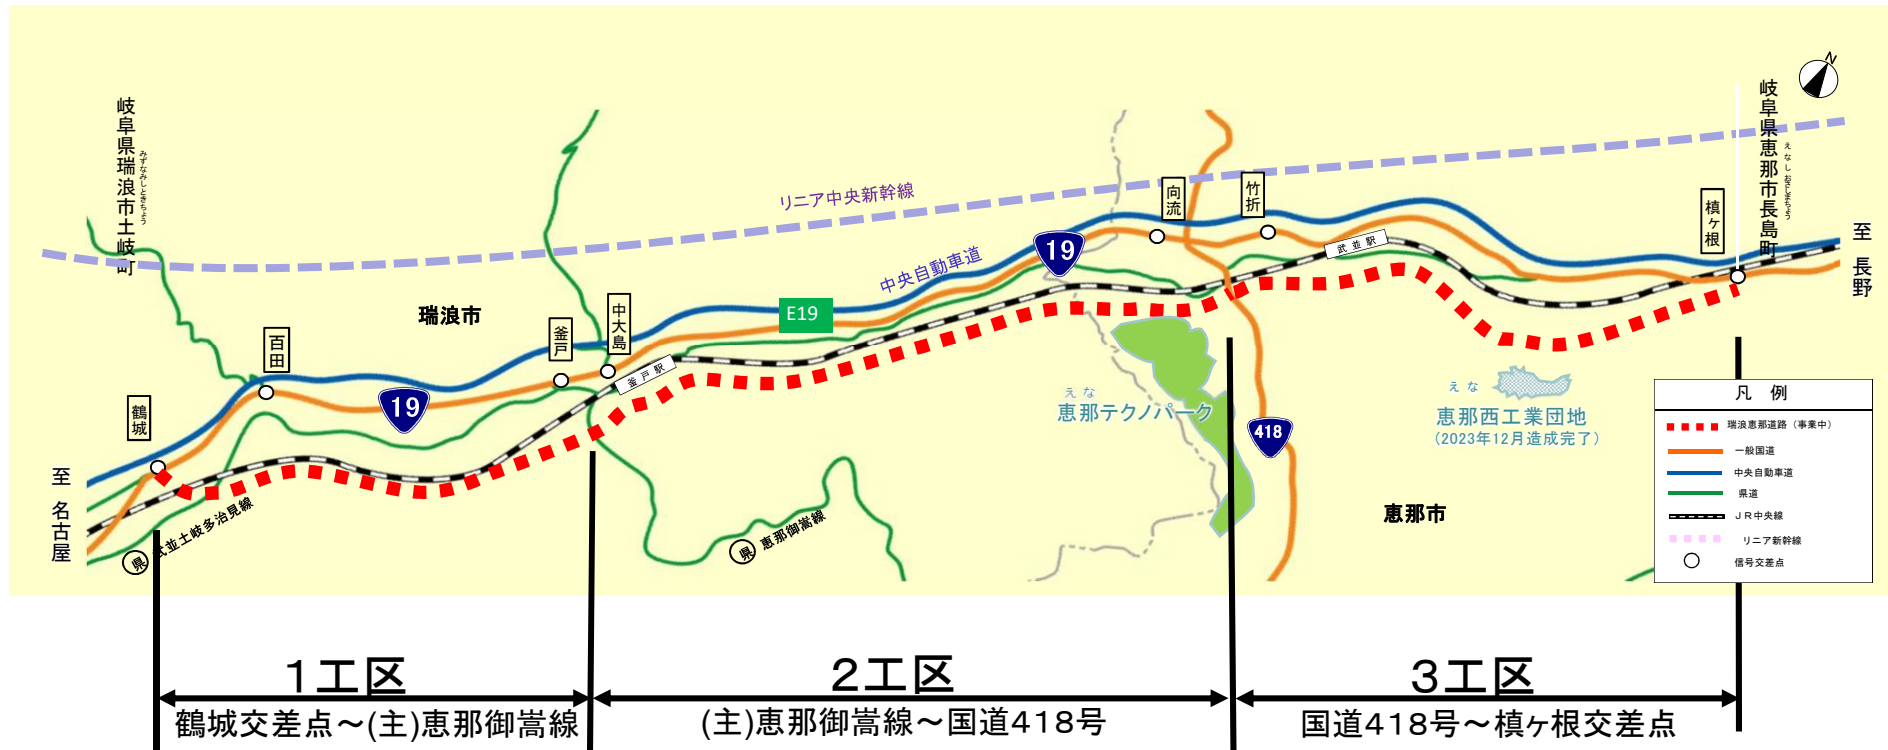 N
岐阜県瑞浪市土岐町
みずなみしときちょう
岐阜県恵那市長島町
えなしおさしまちょう
リニア中央新幹線
中央自動車道
19
E19
向流
竹折
武並駅
槙ヶ根
至 長野
瑞浪市
百田
釜戸
中大島
釜戸駅
鶴城
19
至 名古屋
県 武並土岐多治見線
県 恵那御嵩線
えな
恵那テクノパーク
418
えな
恵那西工業団地
(2023年12月造成完了)
恵那市
凡 例
瑞浪恵那道路（事業中）
一般国道
中央自動車道
県道
ＪＲ中央線
リニア新幹線
信号交差点
１工区
鶴城交差点～(主)恵那御嵩線
２工区
(主)恵那御嵩線～国道４１８号
３工区
国道４１８号～槙ヶ根交差点